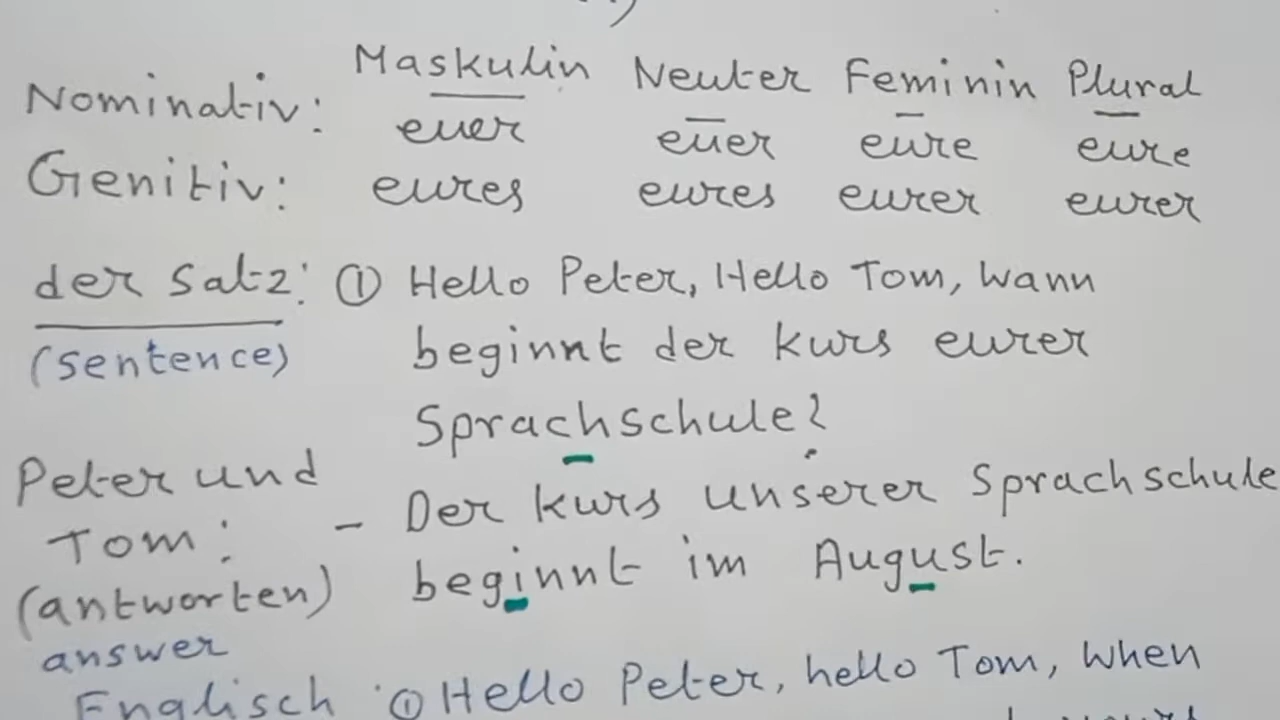 Maskulin Neuter Feminin Plural
Nominativ: euer euer eure eure
Genitiv: eures eures eurer eurer
der Satz: ① Hello Peter, Hello Tom, wann
(sentence) beginnt der kurs eurer
Sprachschule?
Peter und
Tom: - Der kurs unserer Sprachschule
(antworten) beginnt im August.
answer
Englisch : ① Hello Peter, hello Tom, when